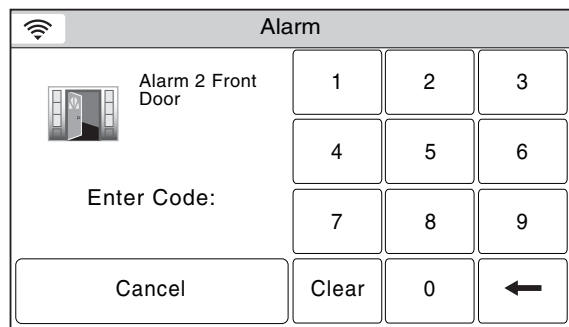 Alarm
Alarm 2 Front
Door
Enter Code:
1 2 3
4 5 6
7 8 9
Cancel Clear 0